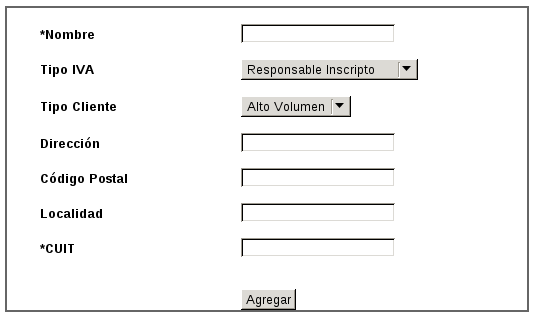 *Nombre
Tipo IVA Responsable Inscripto
Tipo Cliente Alto Volumen
Dirección
Código Postal
Localidad
*CUIT
Agregar